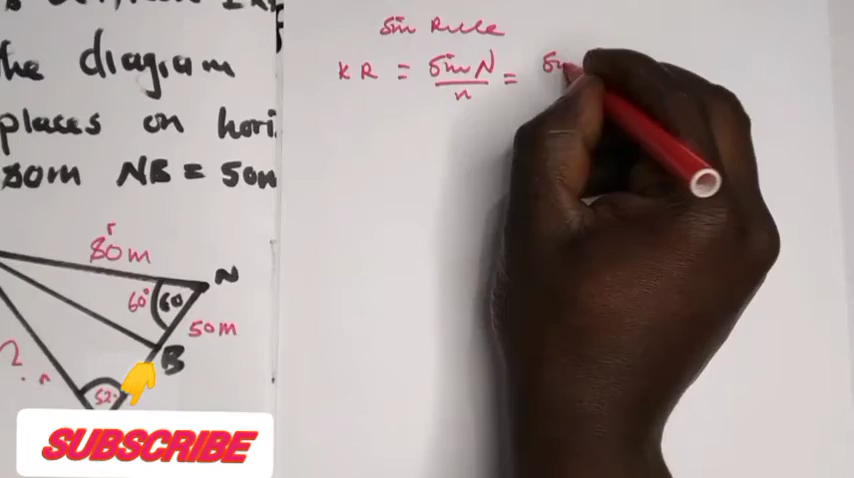 the diagram
places on hori
80m NB = 50m
r
80m
N
60° 60
50m
B
?
52°
SUBSCRIBE
Sin Rule
KR = sin N / n =